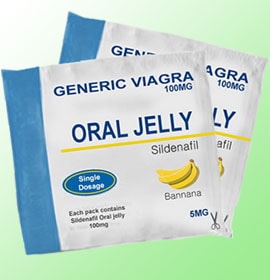 GENERIC VIAGRA
100MG
ORAL JELLY
Sildenafil
Single
Dosage
Bannana
Each pack contains
Sildenafil Oral jelly
100mg
5MG